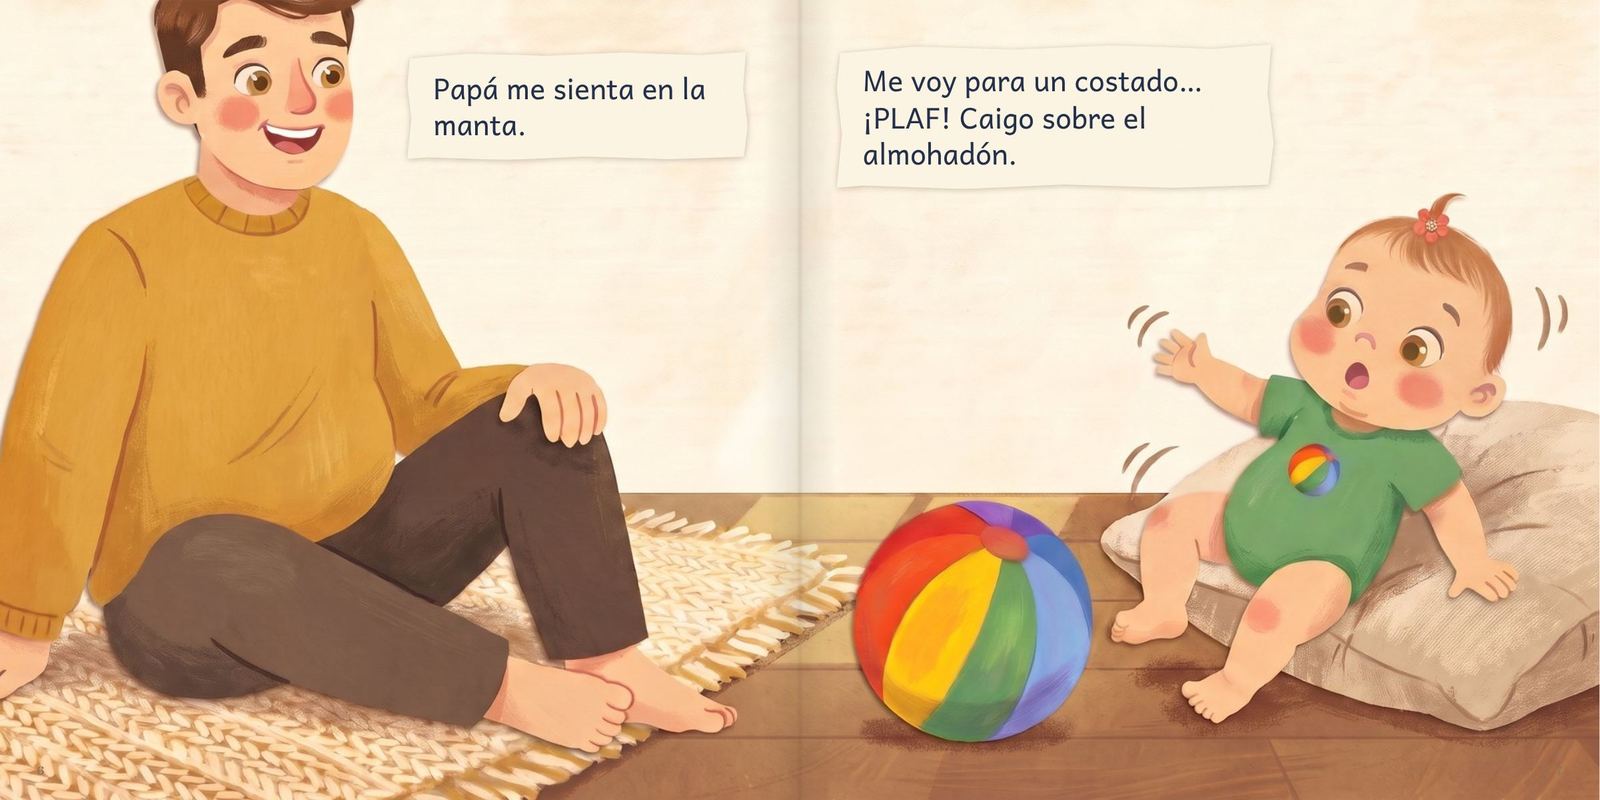 Papá me sienta en la
manta.
Me voy para un costado...
¡PLAF! Caigo sobre el
almohadón.